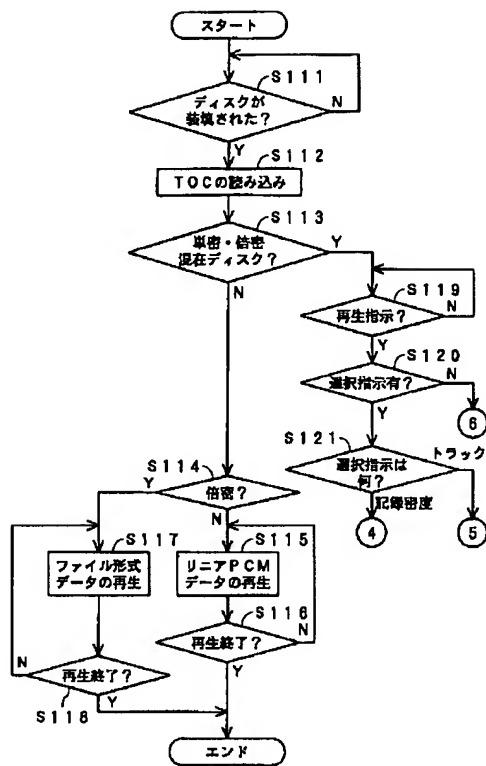 スタート
S111
ディスクが
装填された？
N
Y
S112
TOCの読み込み
S113
単密・倍密
混在ディスク？
Y
N
S119
再生指示？
N
Y
S120
選択指示有？
N
Y
⑥
S121
選択指示は
何？
トラック
記録密度
④
⑤
S114
倍密？
Y
N
S117
ファイル形式
データの再生
S115
リニアPCM
データの再生
S116
再生終了？
N
Y
再生終了？
N
Y
S118
エンド